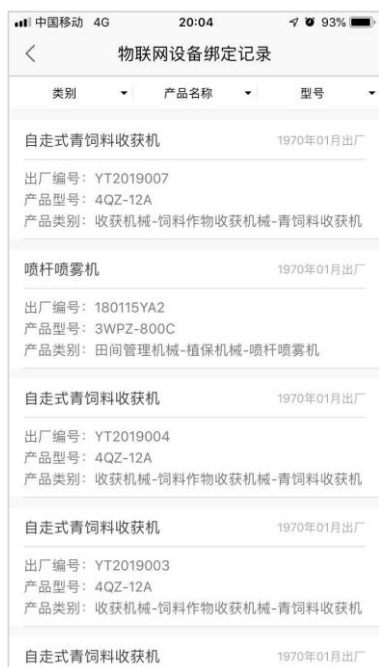 中国移动 4G 20:04 93%
物联网设备绑定记录
类别 产品名称 型号
自走式青饲料收获机 1970年01月出厂
出厂编号：YT2019007
产品型号：4QZ-12A
产品类别：收获机械-饲料作物收获机械-青饲料收获机
喷杆喷雾机 1970年01月出厂
出厂编号：180115YA2
产品型号：3WPZ-800C
产品类别：田间管理机械-植保机械-喷杆喷雾机
自走式青饲料收获机 1970年01月出厂
出厂编号：YT2019004
产品型号：4QZ-12A
产品类别：收获机械-饲料作物收获机械-青饲料收获机
自走式青饲料收获机 1970年01月出厂
出厂编号：YT2019003
产品型号：4QZ-12A
产品类别：收获机械-饲料作物收获机械-青饲料收获机
自走式青饲料收获机 1970年01月出厂